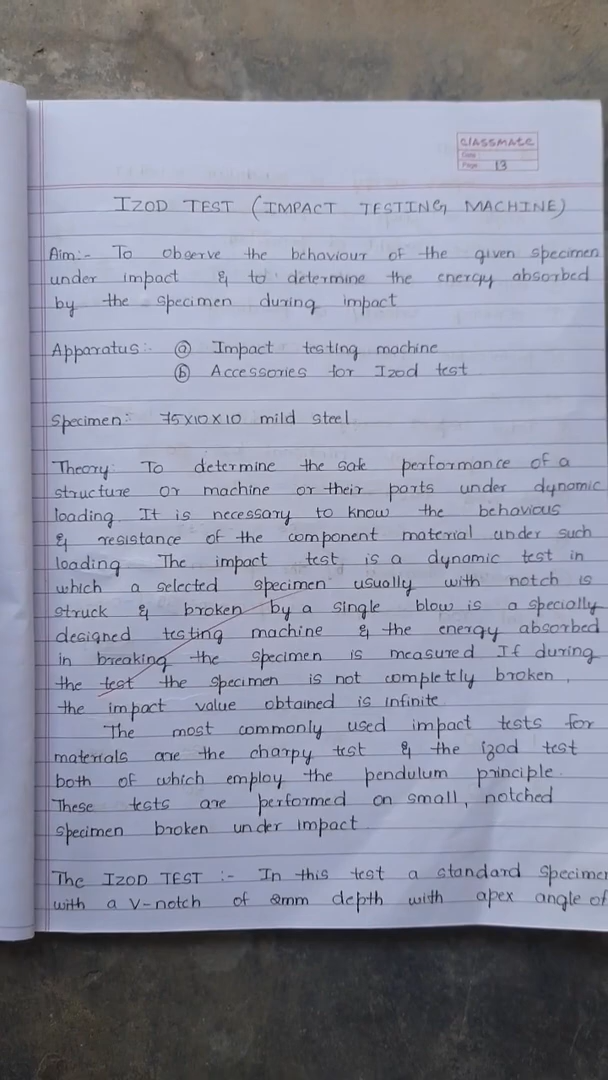 classmate
Date
Page 13
IZOD TEST (IMPACT TESTING MACHINE)
Aim:- To observe the behaviour of the given specimen
under impact & to determine the energy absorbed
by the specimen during impact
Apparatus:- (a) Impact testing machine
(b) Accessories for Izod test
Specimen:- 75x10x10 mild steel
Theory: To determine the safe performance of a
structure or machine or their parts under dynamic
loading It is necessary to know the behavious
& resistance of the component material under such
loading The impact test is a dynamic test in
which a selected specimen usually with notch is
struck & broken by a single blow is a specially
designed testing machine & the energy absorbed
in breaking the specimen is measured If during
the test the specimen is not completely broken,
the impact value obtained is infinite
The most commonly used impact tests for
materials are the charpy test & the izod test
both of which employ the pendulum principle.
These tests are performed on small, notched
specimen broken under impact
The IZOD TEST :- In this test a standard specimen
with a V-notch of 2mm depth with apex angle of